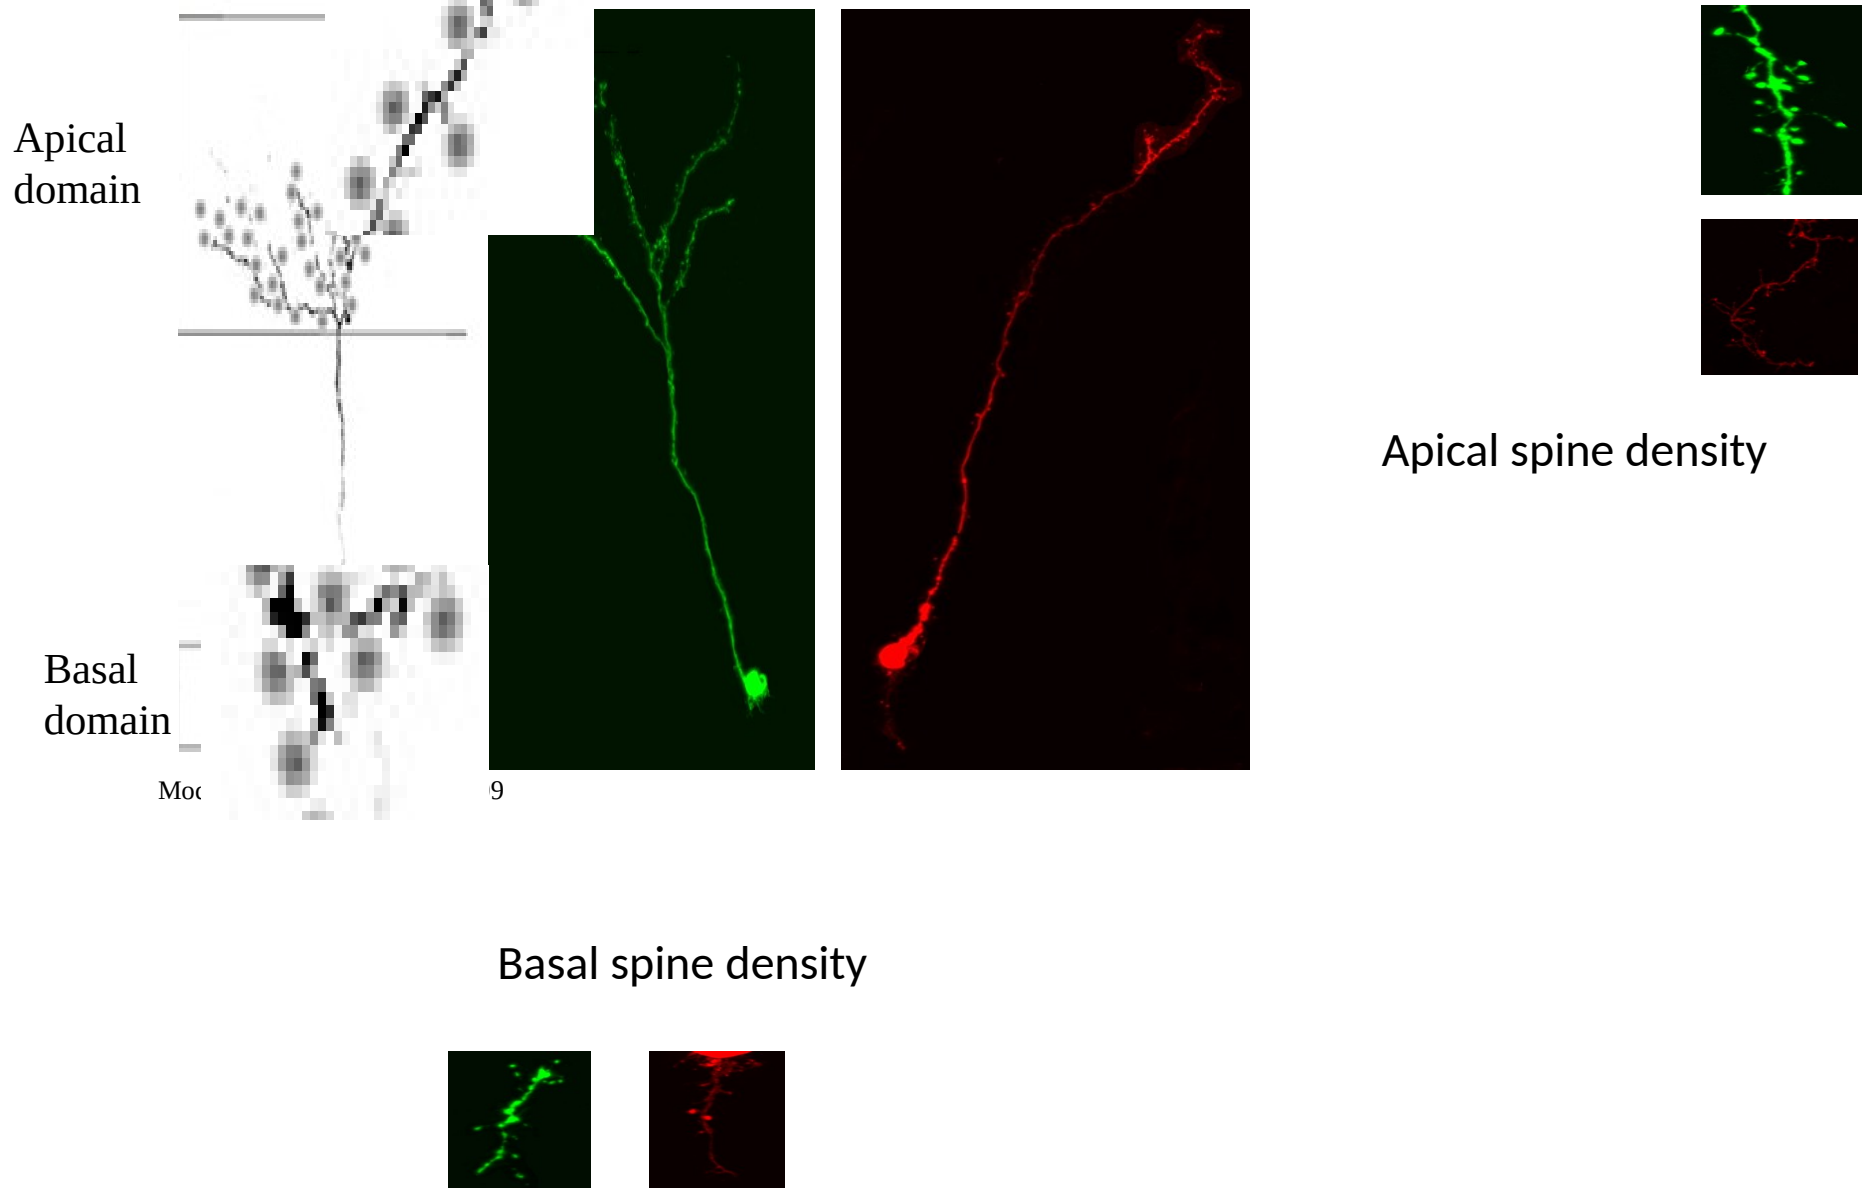 Apical
domain
Apical spine density
Basal
domain
Basal spine density